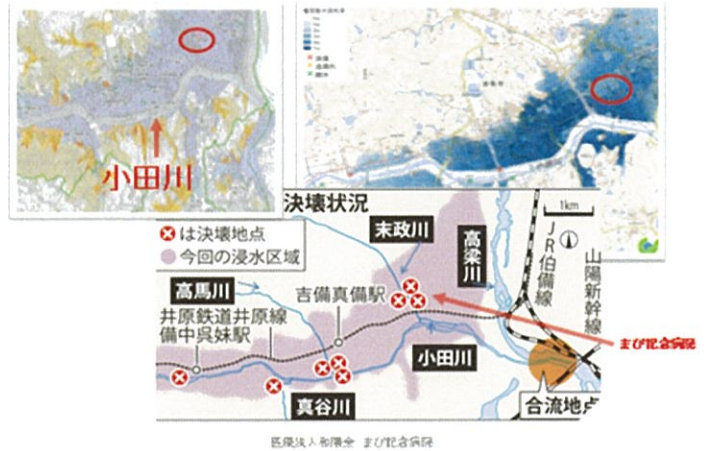 小田川
決壊状況
は決壊地点
今回の浸水区域
末政川
高梁川
1km
JR伯備線
山陽新幹線
高馬川
吉備真備駅
井原鉄道井原線
備中呉妹駅
小田川
まび記念病院
真谷川
合流地点
医療法人和陽会 まび記念病院